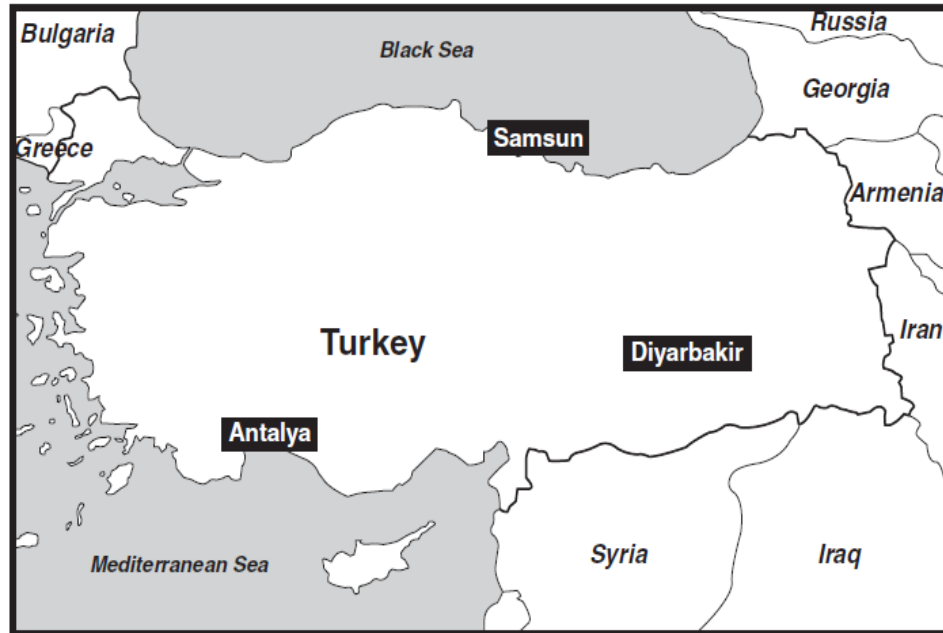 Bulgaria
Black Sea
Russia
Georgia
Greece
Samsun
Armenia
Turkey
Diyarbakir
Iran
Antalya
Mediterranean Sea
Syria
Iraq